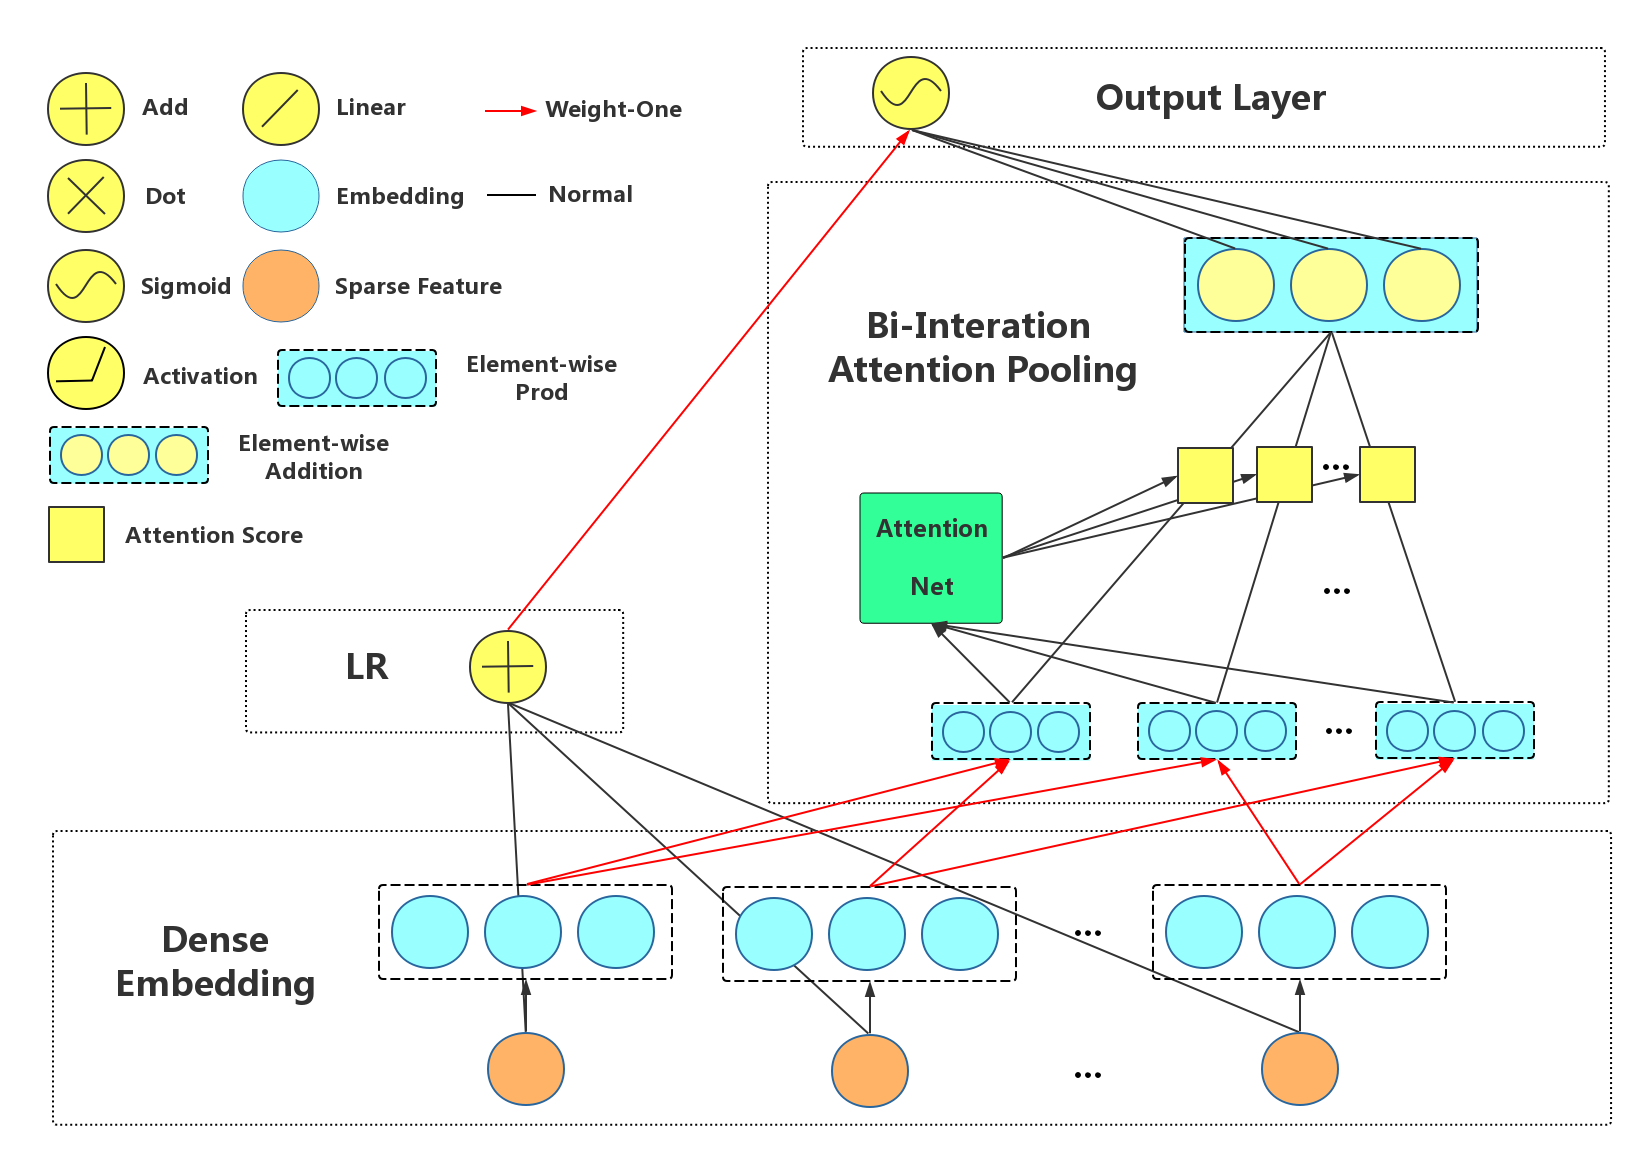 Add
Linear
Weight-One
Dot
Embedding
Normal
Sigmoid
Sparse Feature
Activation
Element-wise
Prod
Element-wise
Addition
Attention Score
Output Layer
Bi-Interation
Attention Pooling
...
Attention
Net
...
LR
...
Dense
Embedding
...
...